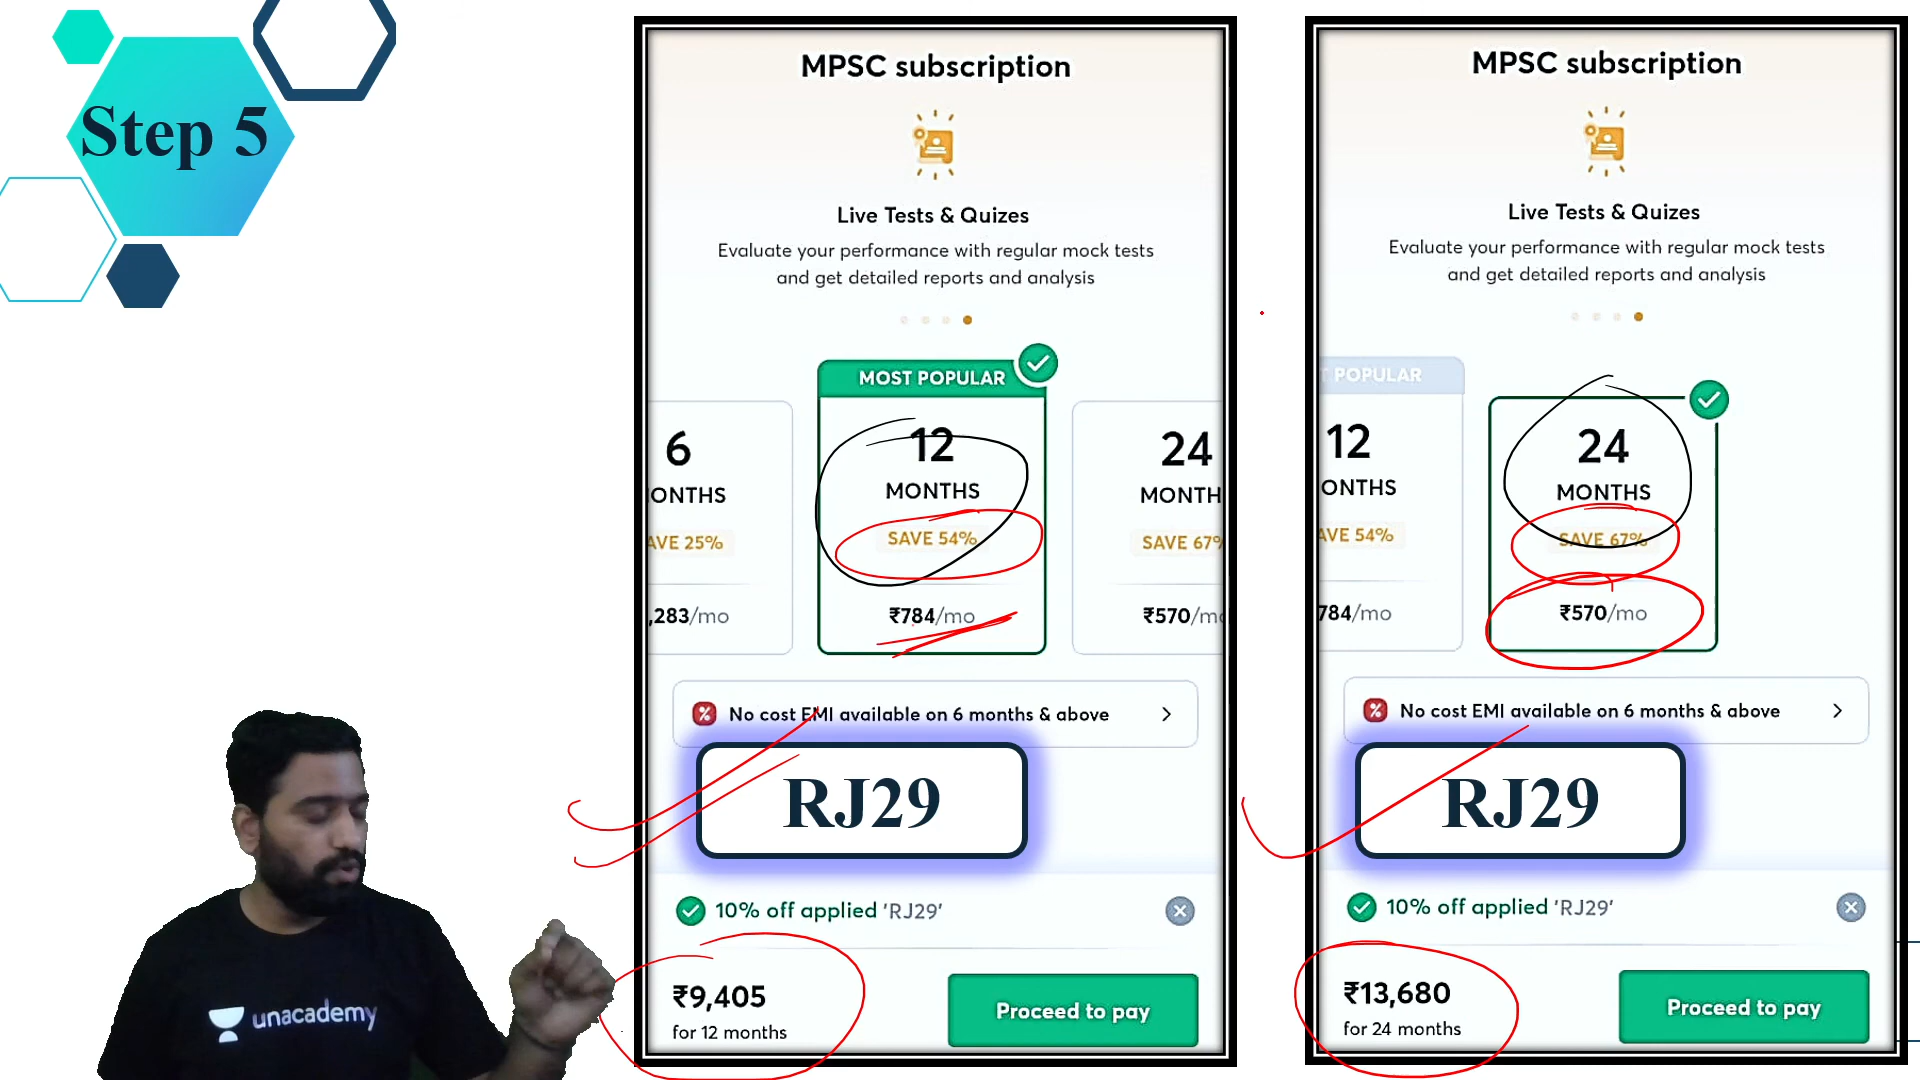 Step 5
MPSC subscription
Live Tests & Quizes
Evaluate your performance with regular mock tests
and get detailed reports and analysis
6
ONTHS
AVE 25%
,283/mo
MOST POPULAR
12
MONTHS
SAVE 54%
₹784/mo
24
MONTH
SAVE 67%
₹570/mo
No cost EMI available on 6 months & above
RJ29
10% off applied 'RJ29'
₹9,405
for 12 months
Proceed to pay
MPSC subscription
Live Tests & Quizes
Evaluate your performance with regular mock tests
and get detailed reports and analysis
T POPULAR
12
ONTHS
AVE 54%
784/mo
24
MONTHS
SAVE 67%
₹570/mo
No cost EMI available on 6 months & above
RJ29
10% off applied 'RJ29'
₹13,680
for 24 months
Proceed to pay
unacademy